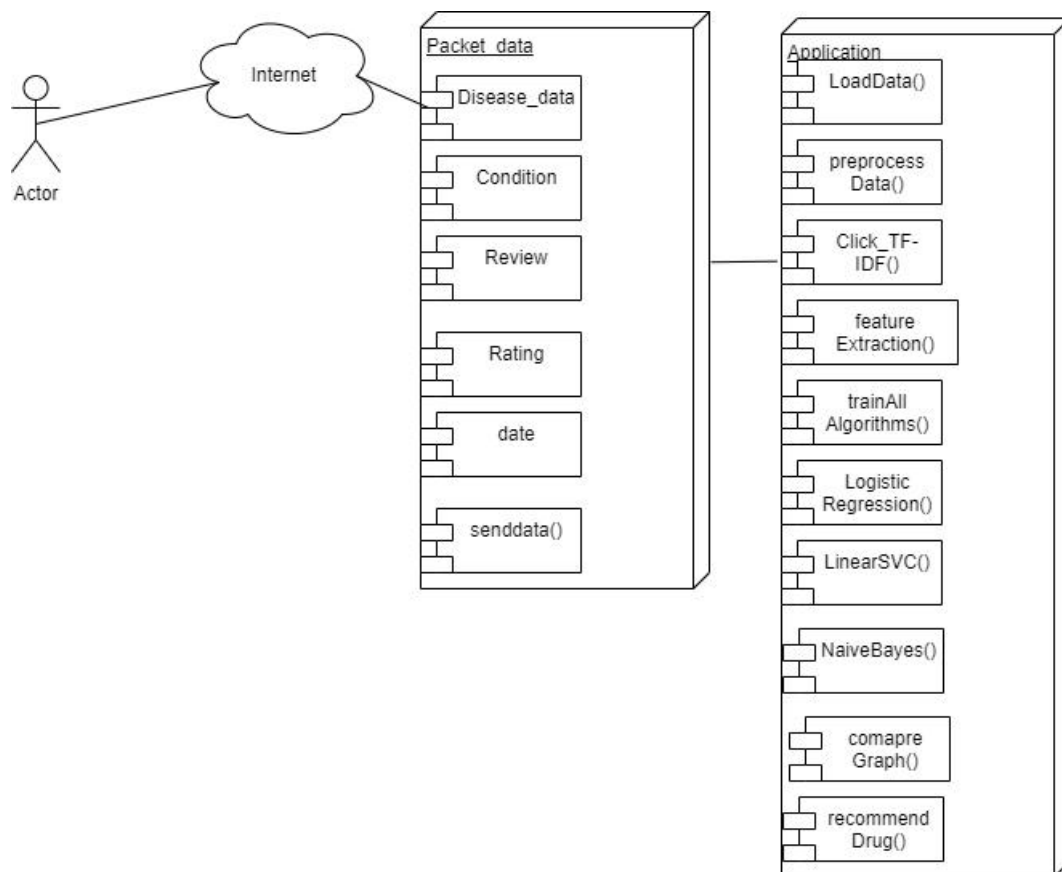 Actor
Internet
Packet_data
Disease_data
Condition
Review
Rating
date
senddata()
Application
LoadData()
preprocess
Data()
Click_TF-
IDF()
feature
Extraction()
trainAll
Algorithms()
Logistic
Regression()
LinearSVC()
NaiveBayes()
comapre
Graph()
recommend
Drug()